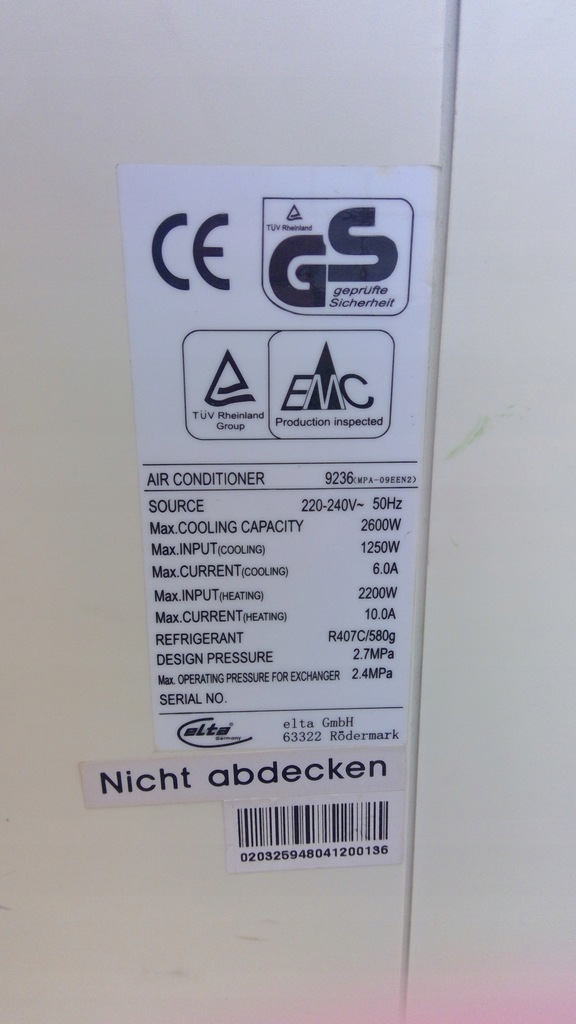 CE
TÜV Rheinland
GS
geprüfte
Sicherheit
TÜV Rheinland
Group
EMC
Production inspected
AIR CONDITIONER 9236(MPA-09EEN2)
SOURCE 220-240V~ 50Hz
Max.COOLING CAPACITY 2600W
Max.INPUT(COOLING) 1250W
Max.CURRENT(COOLING) 6.0A
Max.INPUT(HEATING) 2200W
Max.CURRENT(HEATING) 10.0A
REFRIGERANT R407C/580g
DESIGN PRESSURE 2.7MPa
Max. OPERATING PRESSURE FOR EXCHANGER 2.4MPa
SERIAL NO.
elta® Germany
elta GmbH
63322 Rödermark
Nicht abdecken
020325948041200136